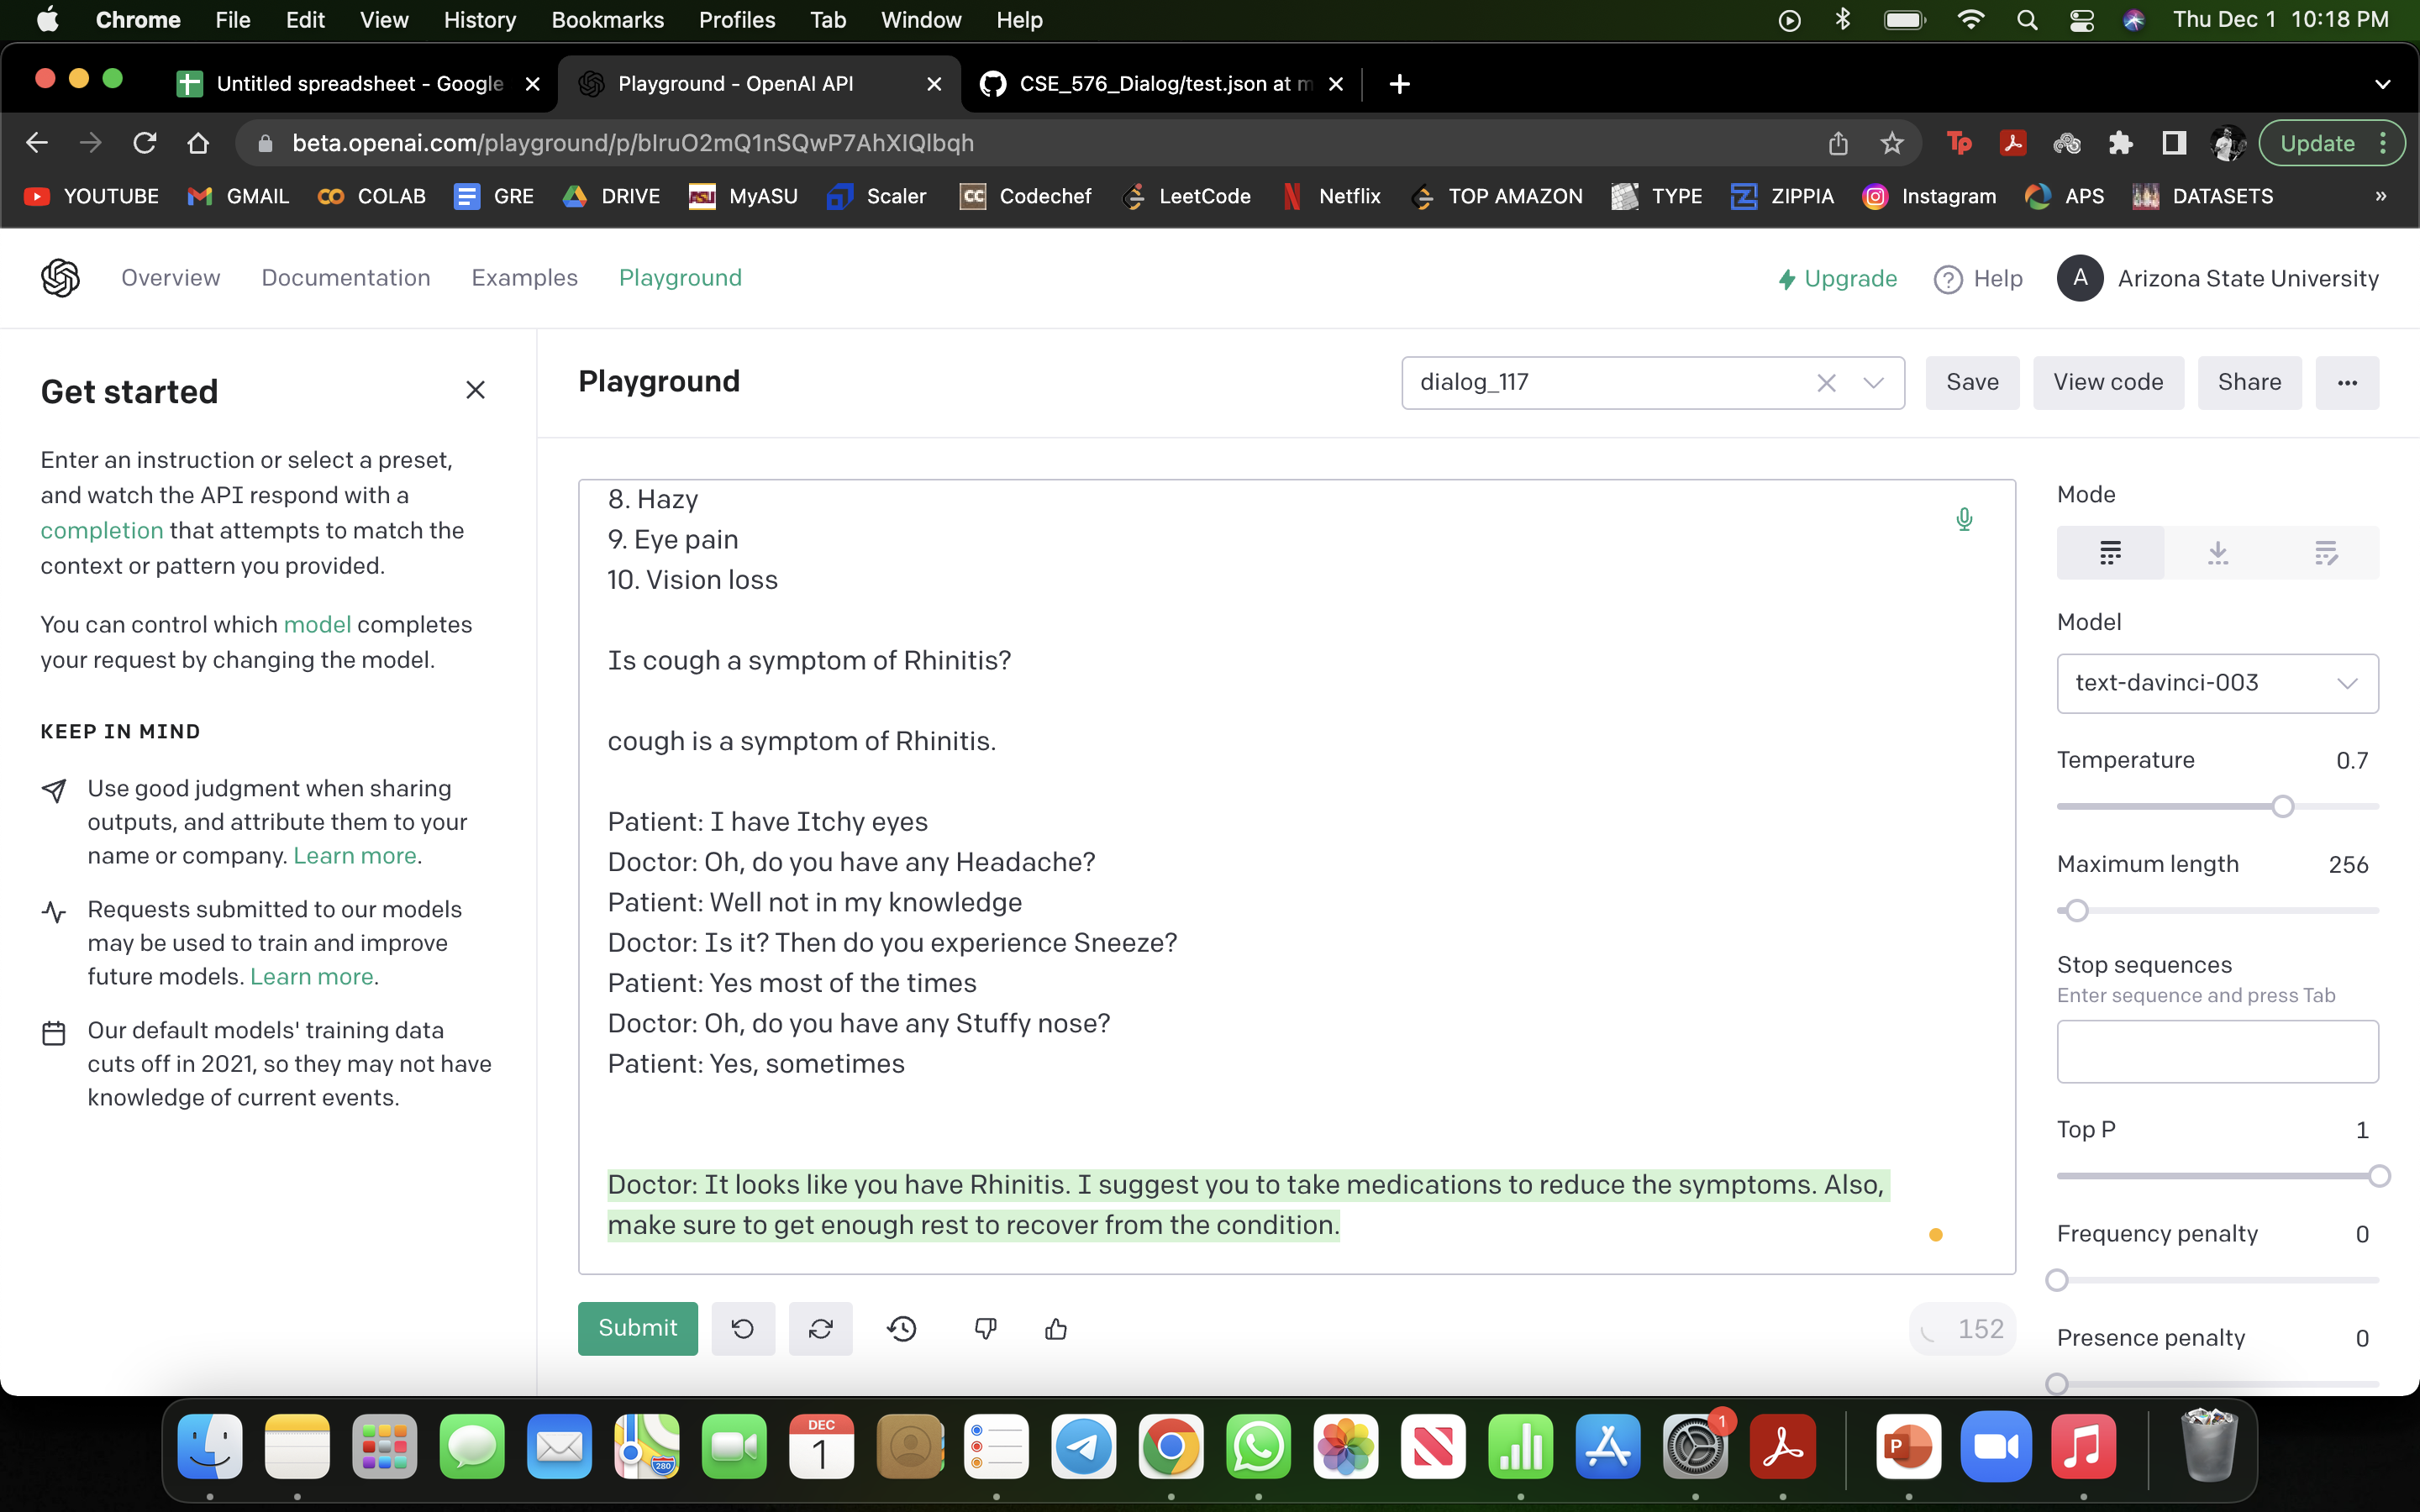 Chrome File Edit View History Bookmarks Profiles Tab Window Help Thu Dec 1 10:18 PM
Untitled spreadsheet - Google Playground - OpenAI API CSE_576_Dialog/test.json at m
beta.openai.com/playground/p/bIruO2mQ1nSQwP7AhXIQlbqh Tp Update
YOUTUBE GMAIL COLAB GRE DRIVE MyASU Scaler CC Codechef LeetCode Netflix TOP AMAZON TYPE ZIPPIA Instagram APS DATASETS »
Overview Documentation Examples Playground Upgrade Help A Arizona State University
Get started
Enter an instruction or select a preset,
and watch the API respond with a
completion that attempts to match the
context or pattern you provided.
You can control which model completes
your request by changing the model.
KEEP IN MIND
Use good judgment when sharing
outputs, and attribute them to your
name or company. Learn more.
Requests submitted to our models
may be used to train and improve
future models. Learn more.
Our default models' training data
cuts off in 2021, so they may not have
knowledge of current events.
Playground dialog_117 Save View code Share ...
8. Hazy
9. Eye pain
10. Vision loss
Is cough a symptom of Rhinitis?
cough is a symptom of Rhinitis.
Patient: I have Itchy eyes
Doctor: Oh, do you have any Headache?
Patient: Well not in my knowledge
Doctor: Is it? Then do you experience Sneeze?
Patient: Yes most of the times
Doctor: Oh, do you have any Stuffy nose?
Patient: Yes, sometimes
Doctor: It looks like you have Rhinitis. I suggest you to take medications to reduce the symptoms. Also,
make sure to get enough rest to recover from the condition.
Submit 152
Mode
Model
text-davinci-003
Temperature 0.7
Maximum length 256
Stop sequences
Enter sequence and press Tab
Top P 1
Frequency penalty 0
Presence penalty 0
280 DEC 1 1 P